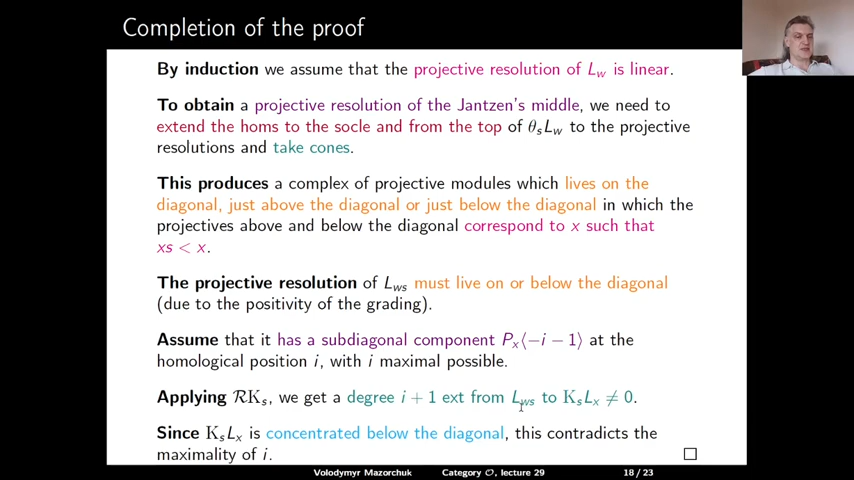 Completion of the proof
By induction we assume that the projective resolution of L_w is linear.
To obtain a projective resolution of the Jantzen's middle, we need to
extend the homs to the socle and from the top of θ_sL_w to the projective
resolutions and take cones.
This produces a complex of projective modules which lives on the
diagonal, just above the diagonal or just below the diagonal in which the
projectives above and below the diagonal correspond to x such that
xs < x.
The projective resolution of L_ws must live on or below the diagonal
(due to the positivity of the grading).
Assume that it has a subdiagonal component P_x⟨−i − 1⟩ at the
homological position i, with i maximal possible.
Applying 𝓡K_s, we get a degree i + 1 ext from L_ws to K_sL_x ≠ 0.
Since K_sL_x is concentrated below the diagonal, this contradicts the
maximality of i. □
Volodymyr Mazorchuk Category 𝒪, lecture 29 18 / 23